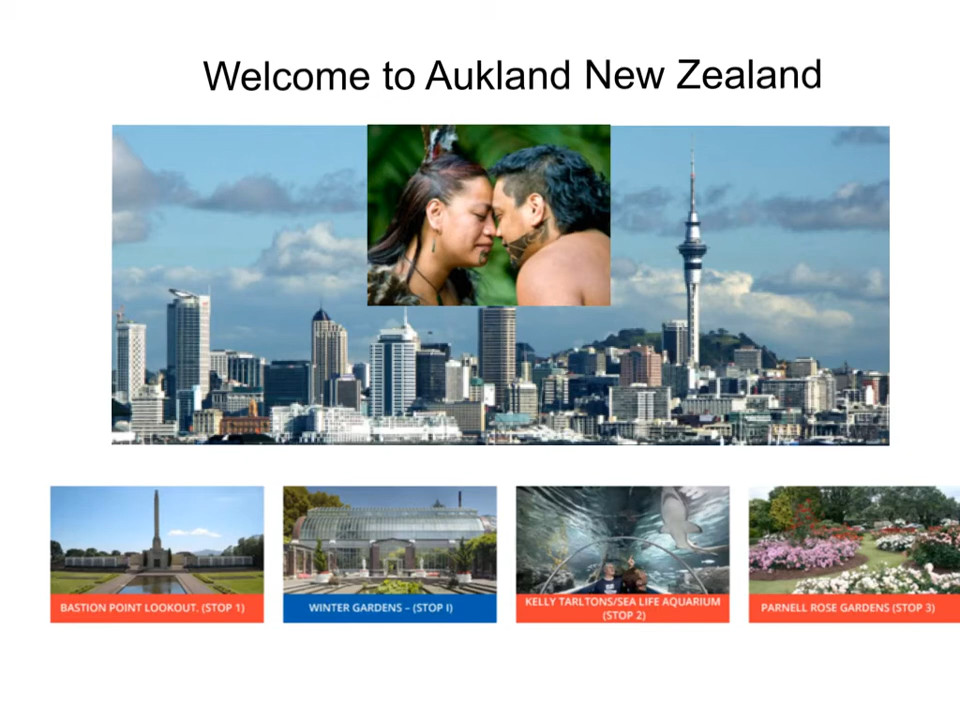 Welcome to Aukland New Zealand
BASTION POINT LOOKOUT. (STOP 1)
WINTER GARDENS – (STOP I)
KELLY TARLTONS/SEA LIFE AQUARIUM
(STOP 2)
PARNELL ROSE GARDENS (STOP 3)